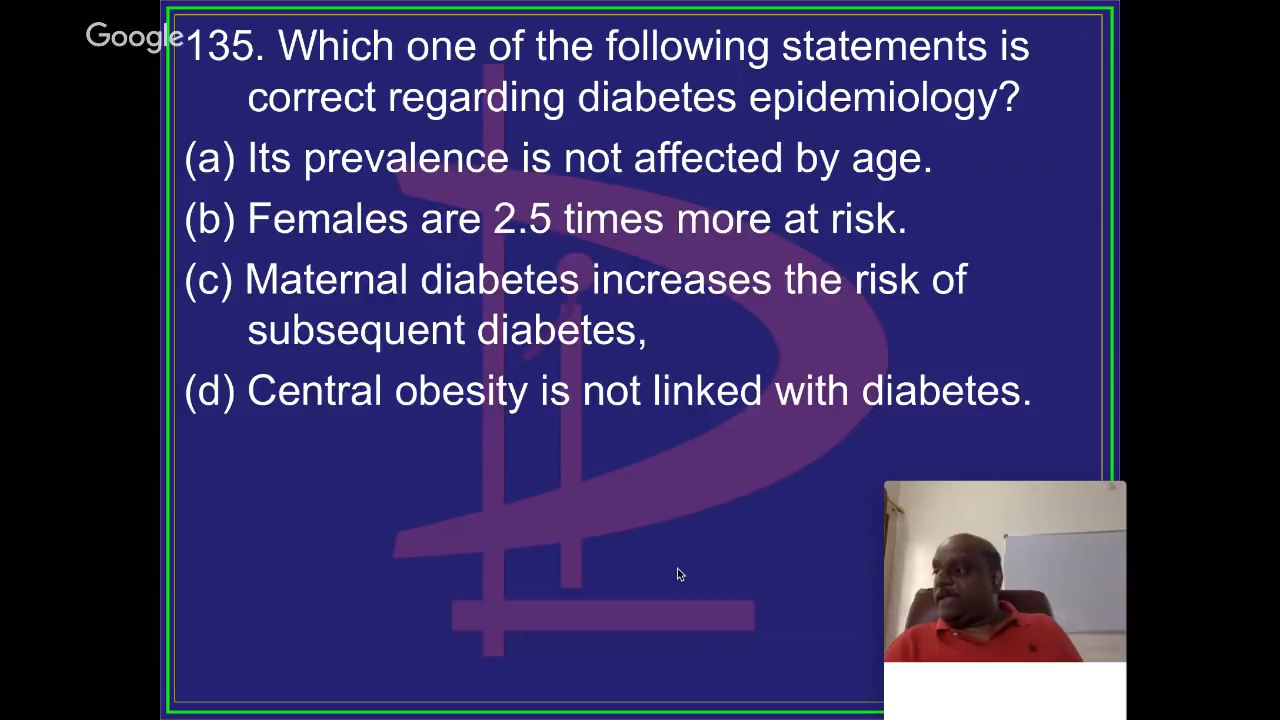 Google
135. Which one of the following statements is
correct regarding diabetes epidemiology?
(a) Its prevalence is not affected by age.
(b) Females are 2.5 times more at risk.
(c) Maternal diabetes increases the risk of
subsequent diabetes,
(d) Central obesity is not linked with diabetes.